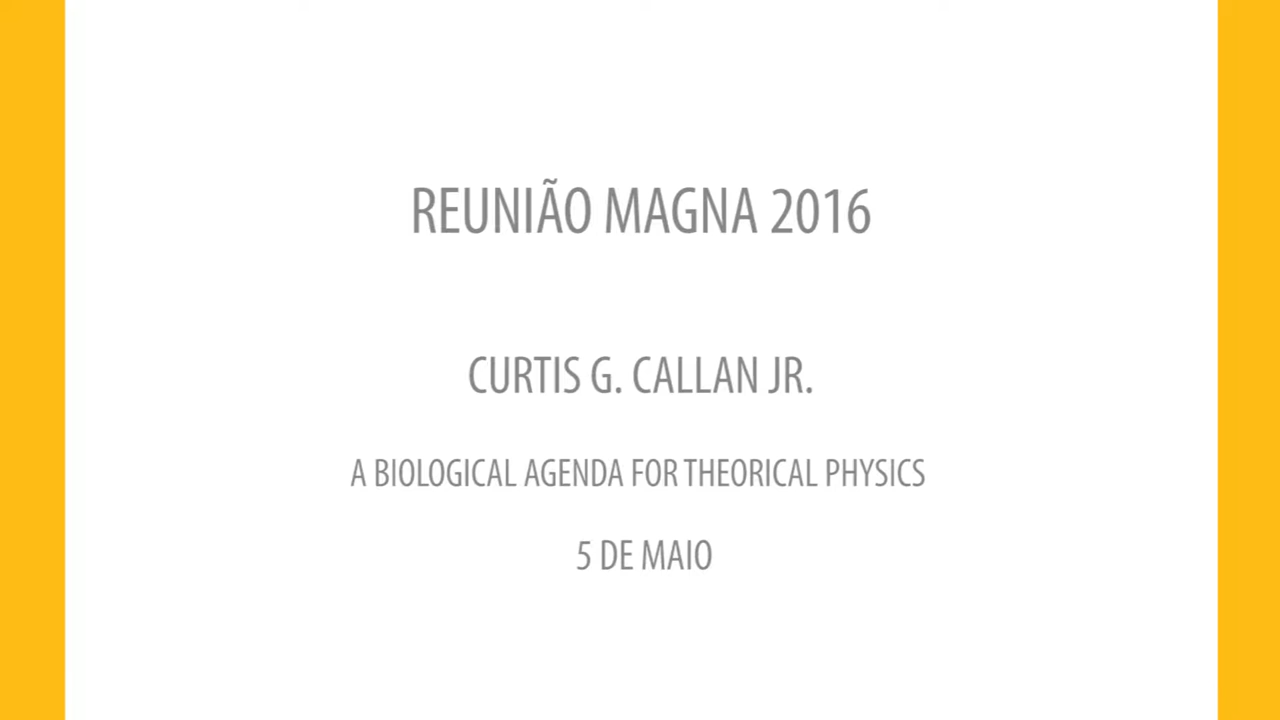 REUNIÃO MAGNA 2016
CURTIS G. CALLAN JR.
A BIOLOGICAL AGENDA FOR THEORICAL PHYSICS
5 DE MAIO